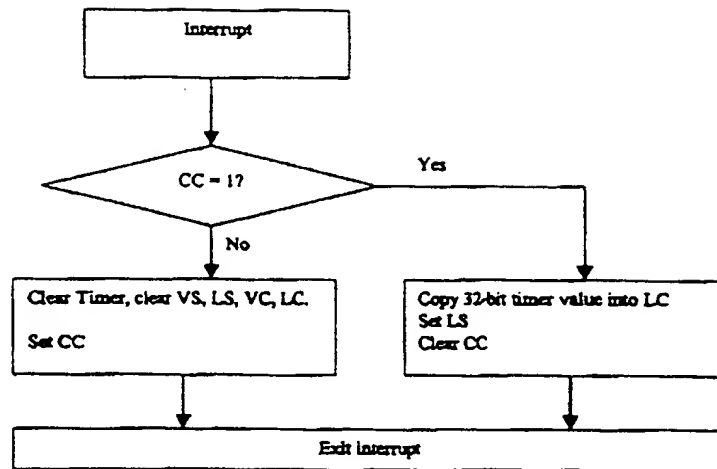 Interrupt
CC = 1?
Yes
No
Clear Timer, clear VS, LS, VC, LC.
Set CC
Copy 32-bit timer value into LC
Set LS
Clear CC
Exit interrupt